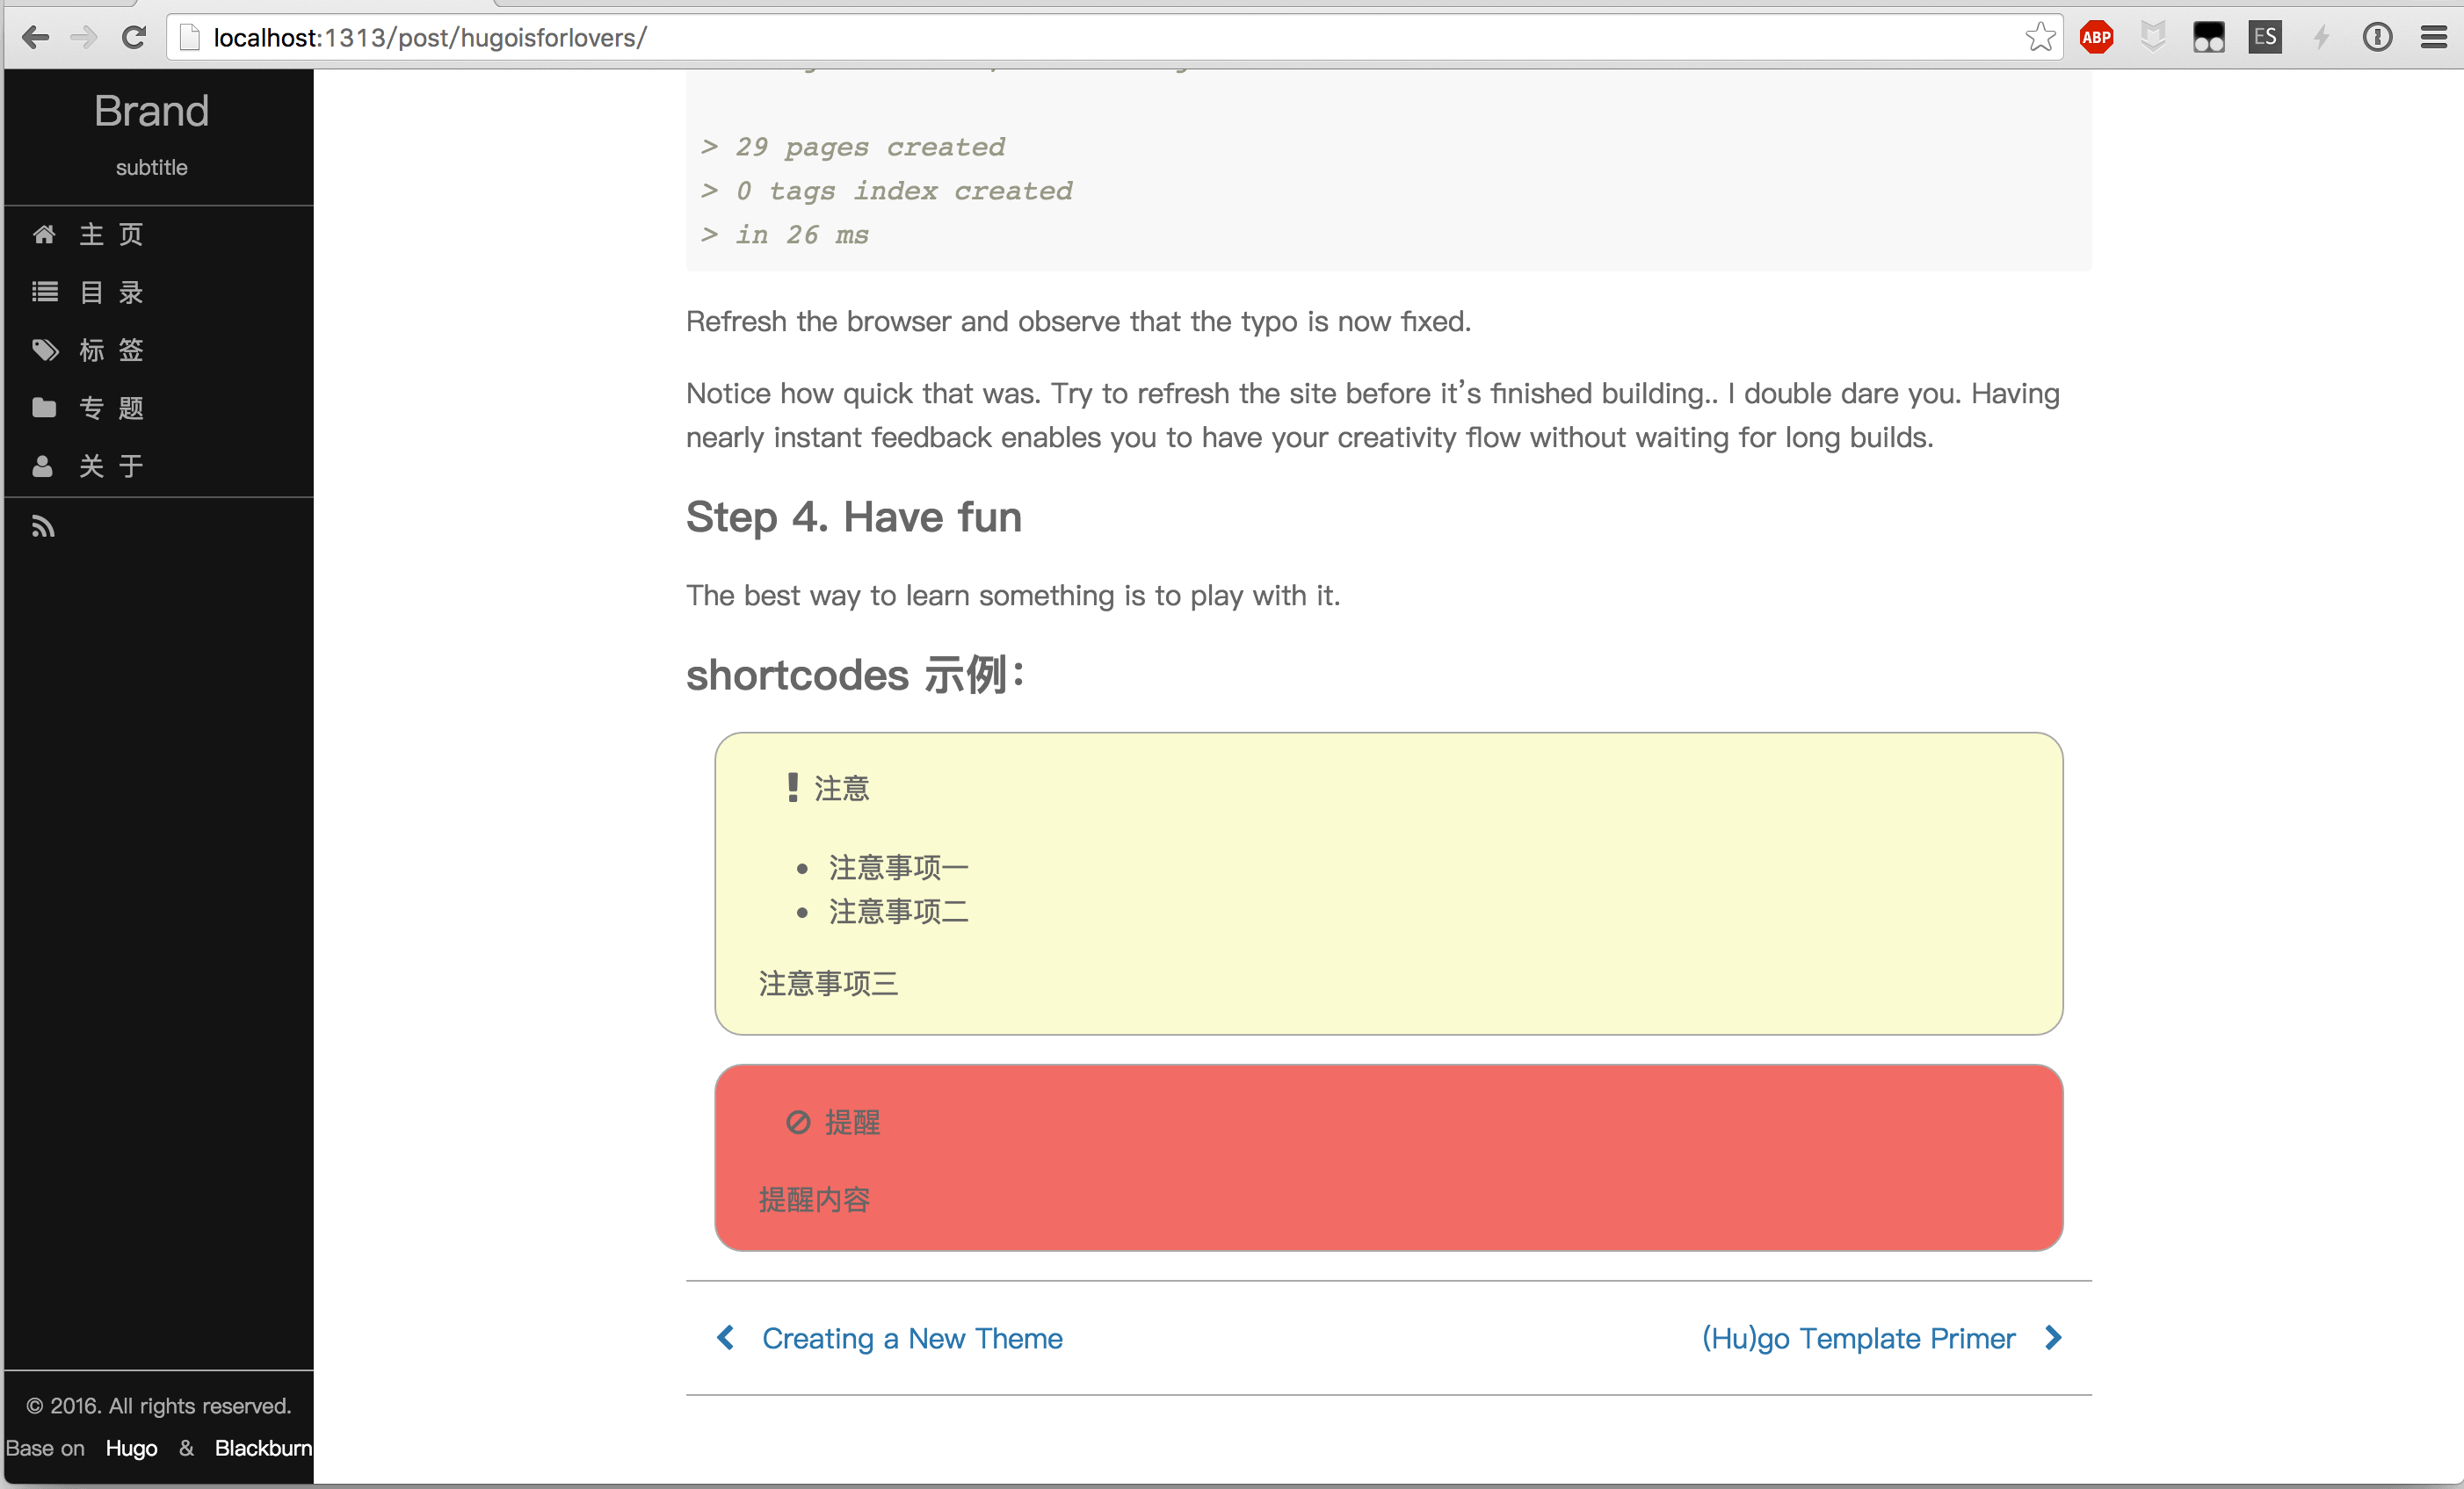 localhost:1313/post/hugoisforlovers/
ABP
ES
Brand
subtitle
主 页
目 录
标 签
专 题
关 于
> 29 pages created
> 0 tags index created
> in 26 ms
Refresh the browser and observe that the typo is now fixed.
Notice how quick that was. Try to refresh the site before it’s finished building.. I double dare you. Having
nearly instant feedback enables you to have your creativity flow without waiting for long builds.
Step 4. Have fun
The best way to learn something is to play with it.
shortcodes 示例：
注意
• 注意事项一
• 注意事项二
注意事项三
提醒
提醒内容
Creating a New Theme
(Hu)go Template Primer
© 2016. All rights reserved.
Base on Hugo & Blackburn